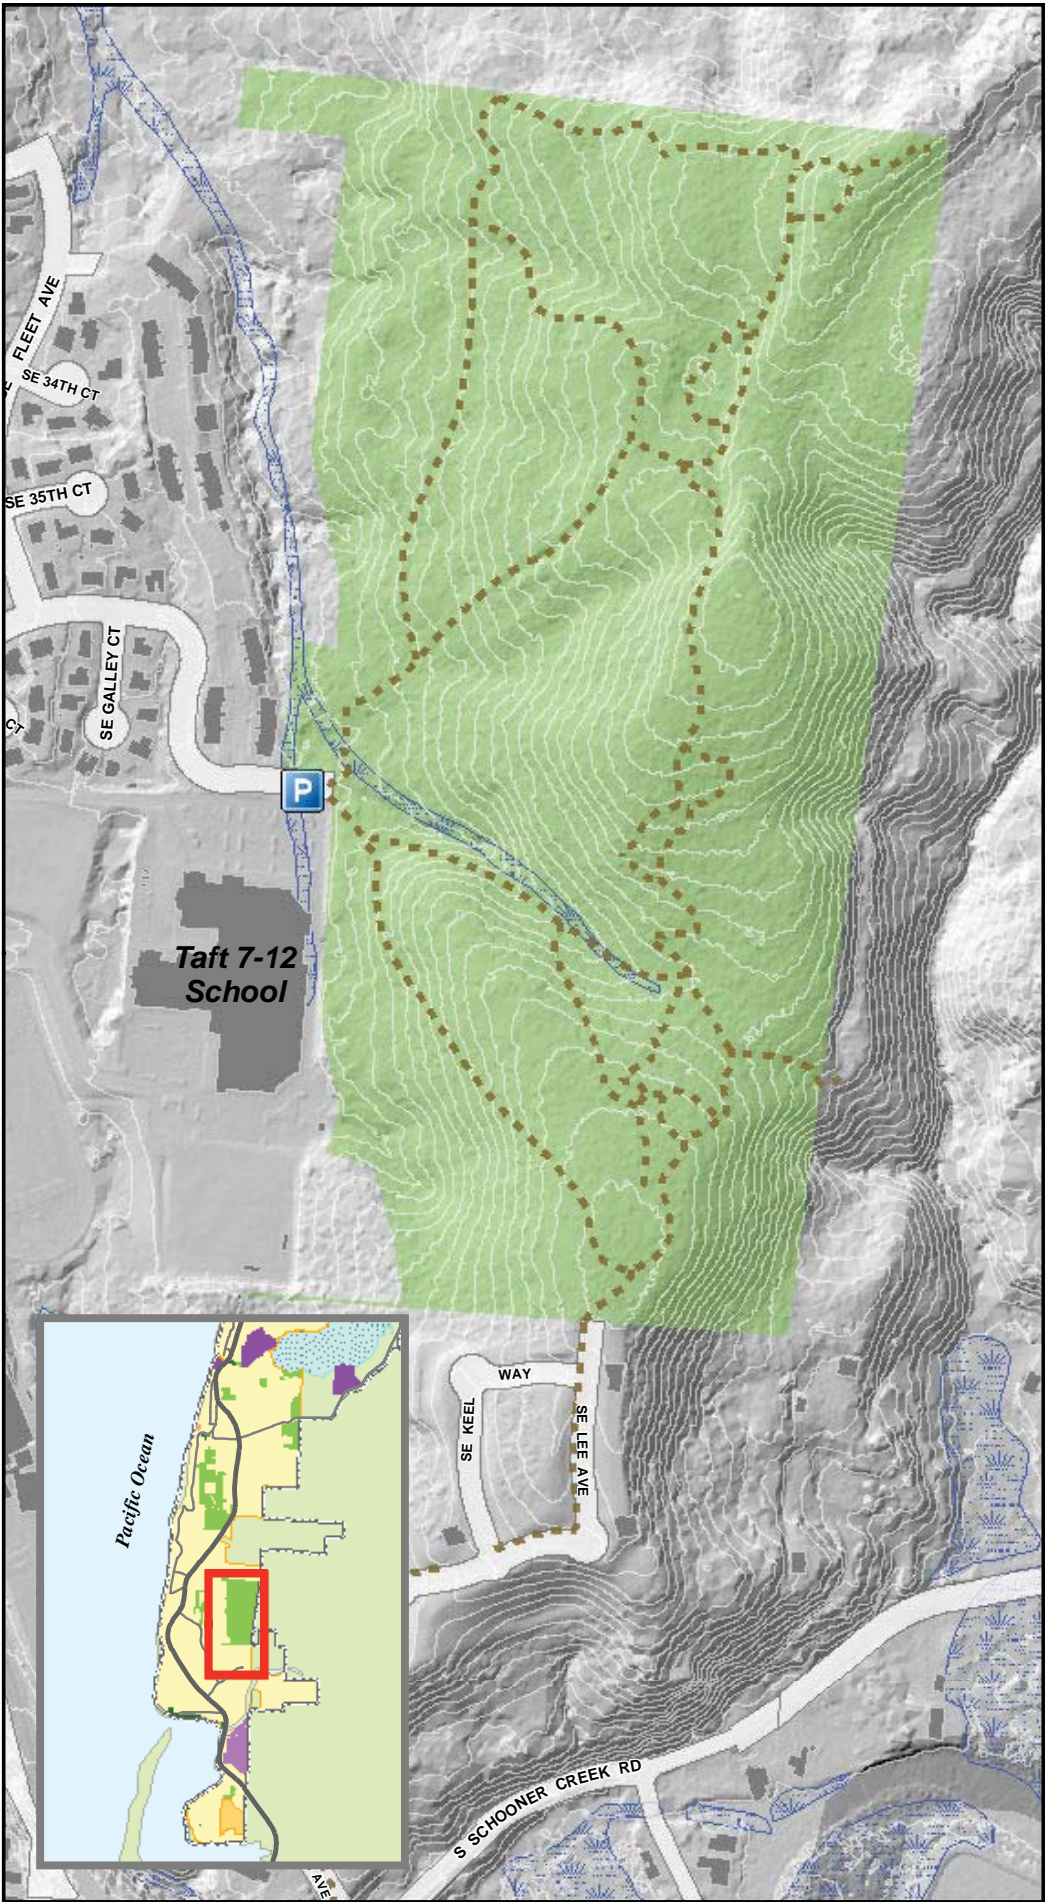 FLEET AVE
SE 34TH CT
SE 35TH CT
SE GALLEY CT
CT
P
Taft 7-12
School
WAY
SE KEEL
SE LEE AVE
Pacific Ocean
S SCHOONER CREEK RD
AVE